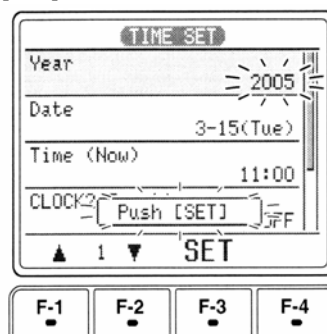 TIME SET
Year
2005
Date
3-15(Tue)
Time (Now)
11:00
CLOCK2
Push [SET]
OFF
▲ 1 ▼ SET
F-1 F-2 F-3 F-4